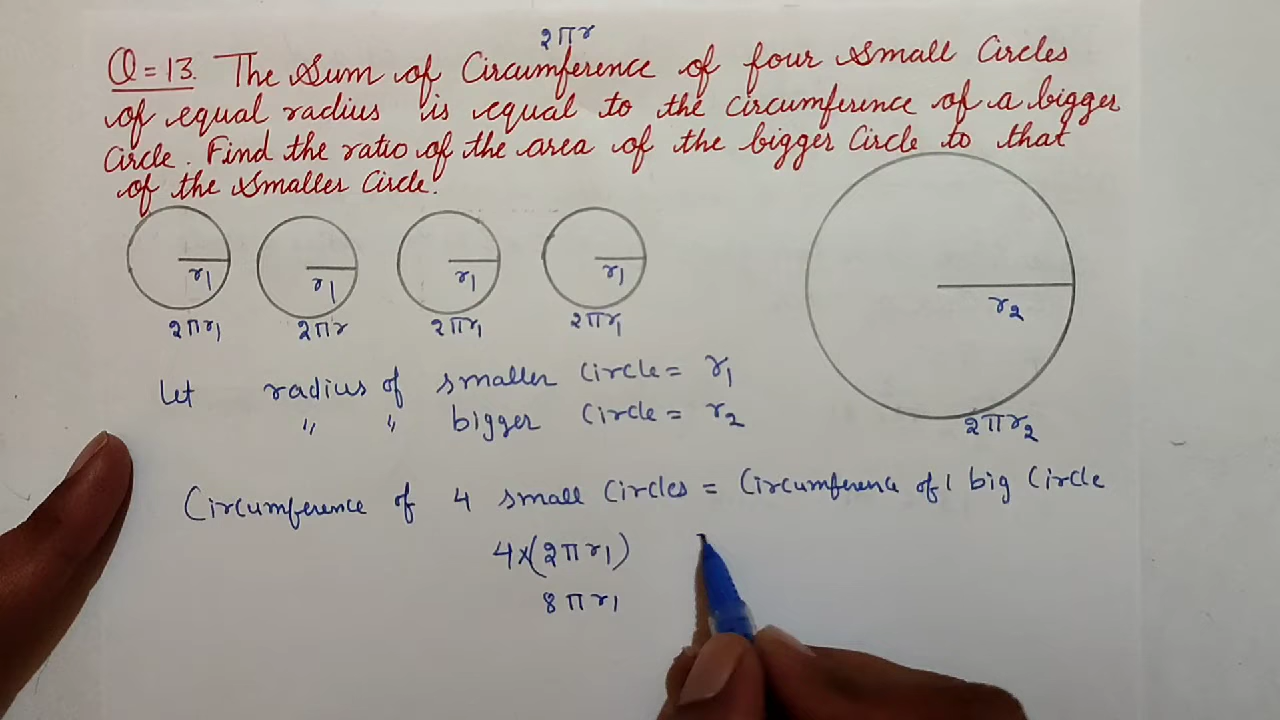 2πr
Q=13. The Sum of Circumference of four Small Circles
of equal radius is equal to the circumference of a bigger
Circle. Find the ratio of the area of the bigger Circle to that
of the Smaller Circle.
r1 r1 r1 r1 r2
2πr1 2πr 2πr1 2πr1
Let radius of smaller Circle = r1
" " bigger Circle = r2
2πr2
Circumference of 4 small Circles = Circumference of 1 big Circle
4×(2πr1)
8πr1